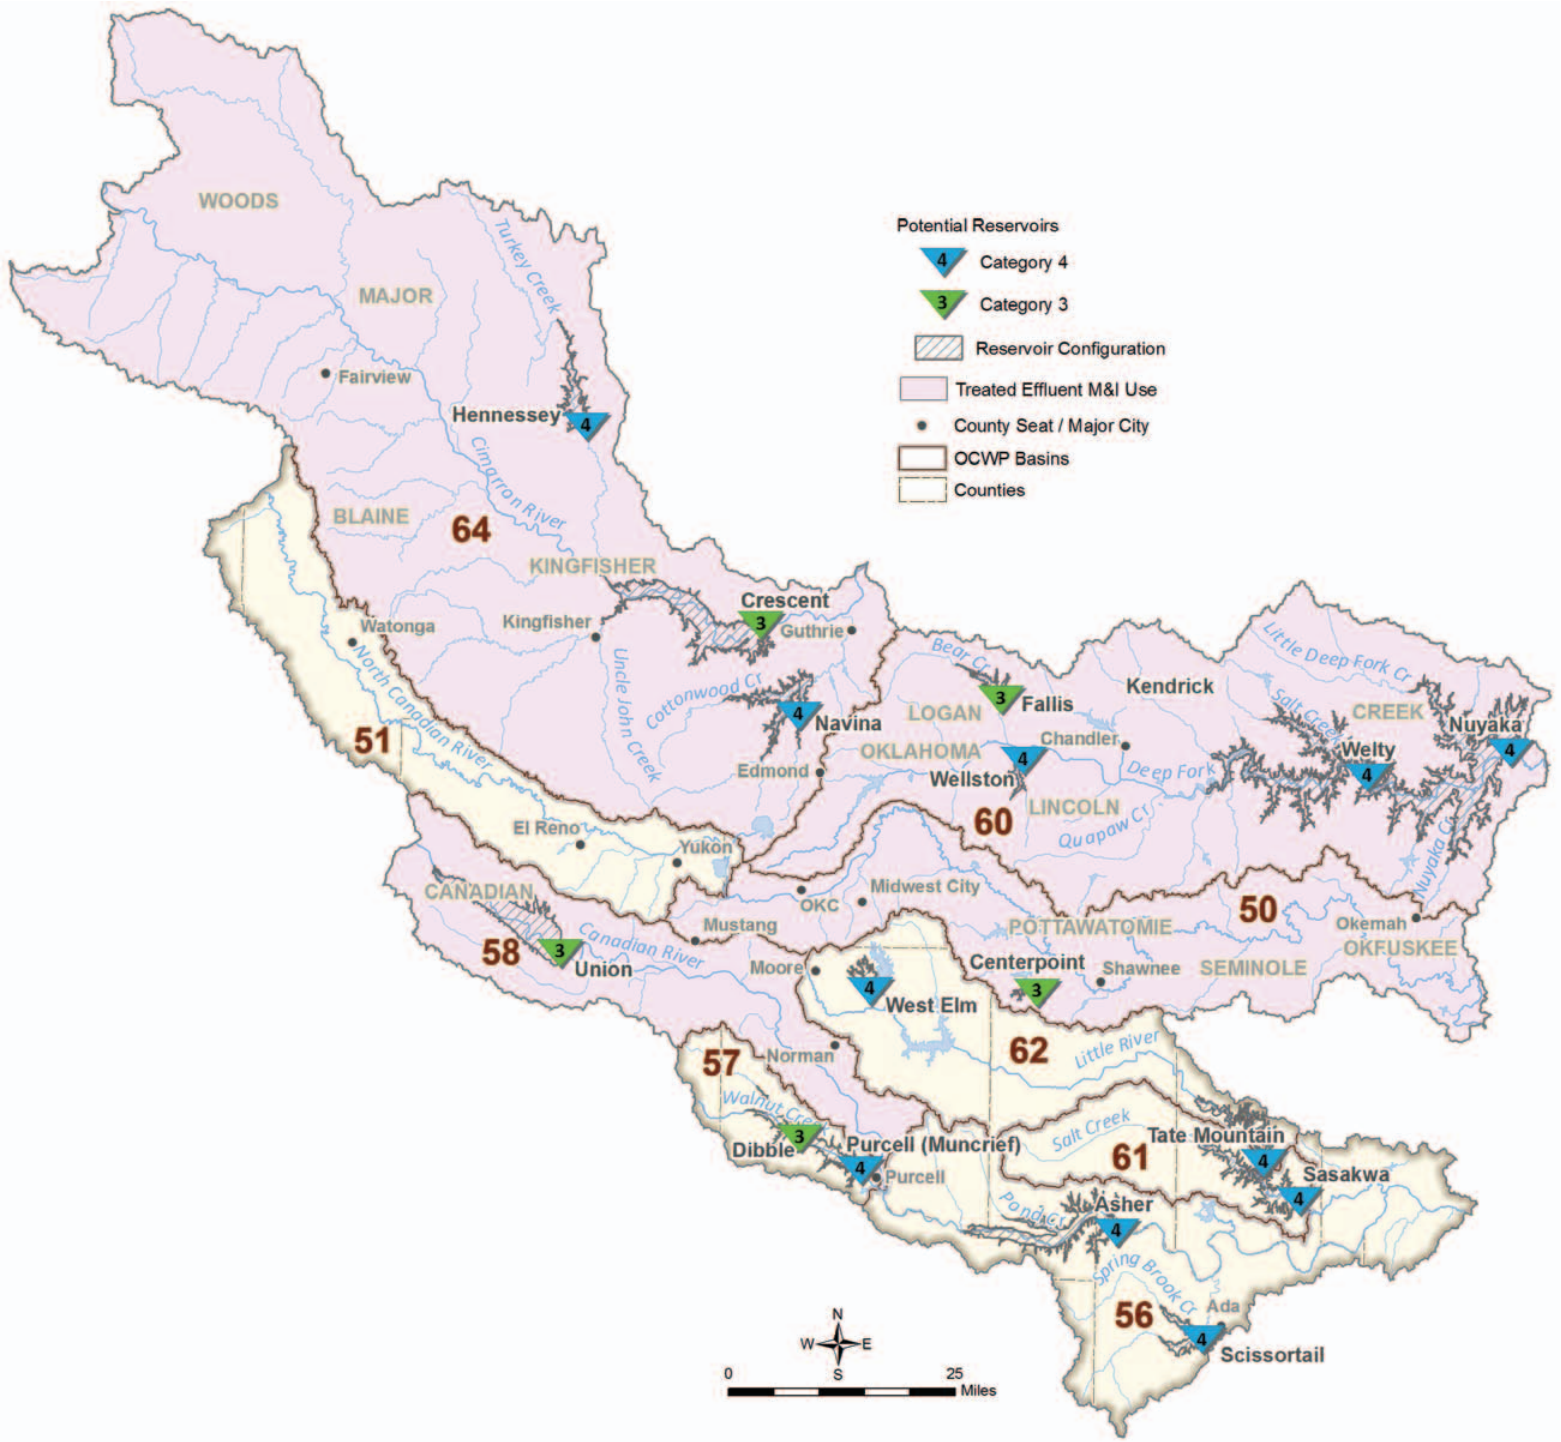 WOODS
Turkey Creek
Potential Reservoirs
4 Category 4
3 Category 3
Reservoir Configuration
Treated Effluent M&I Use
County Seat / Major City
OCWP Basins
Counties
MAJOR
Fairview
Hennessey
4
Cimarron River
BLAINE
64
KINGFISHER
Crescent
3
Kingfisher
Guthrie
Watonga
North Canadian River
Uncle John Creek
Cottonwood Cr
4
Navina
Bear Cr
3
Fallis
LOGAN
Kendrick
Little Deep Fork Cr
Salt Creek
CREEK
Nuyaka
4
51
OKLAHOMA
Chandler
Welty
4
Edmond
4
Wellston
Deep Fork
LINCOLN
60
Quapaw Cr
Nuyaka Cr
El Reno
Yukon
CANADIAN
OKC
Midwest City
50
Okemah
OKFUSKEE
Mustang
POTTAWATOMIE
58
3
Union
Canadian River
Moore
4
West Elm
Centerpoint
3
Shawnee
SEMINOLE
57
Norman
62
Little River
Walnut Creek
3
Dibble
Purcell (Muncrief)
4
Purcell
Salt Creek
61
Tate Mountain
4
Sasakwa
4
Pond Cr
Asher
4
Spring Brook Cr
56
Ada
4
Scissortail
N
W E
S
0 25
Miles